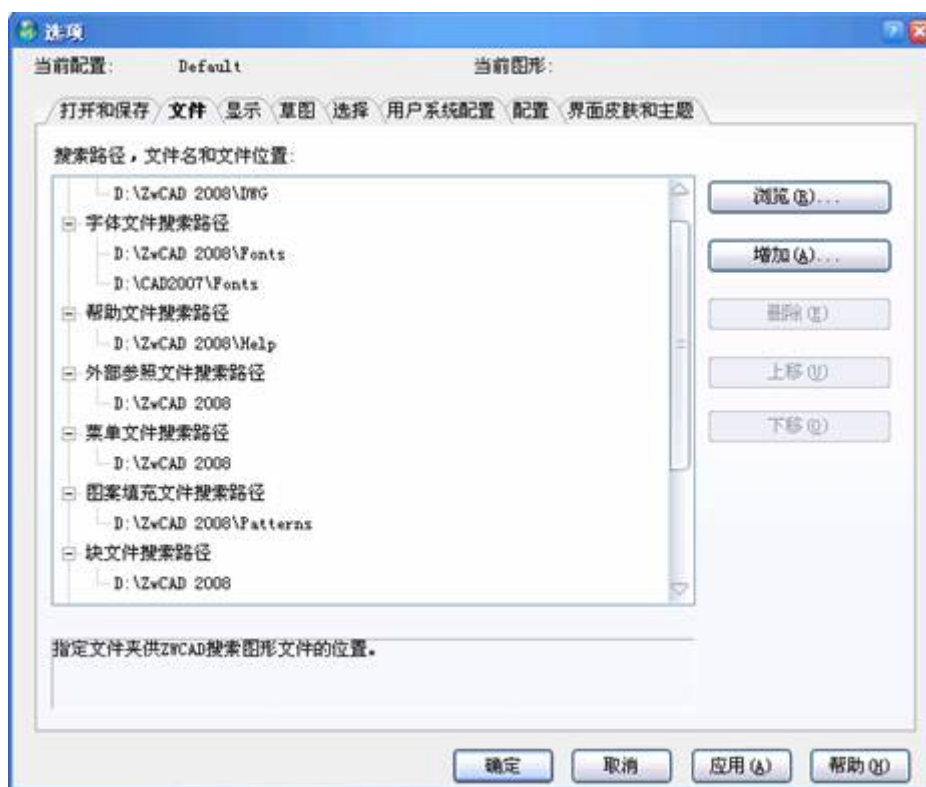 选项
当前配置: Default 当前图形:
打开和保存 文件 显示 草图 选择 用户系统配置 配置 界面皮肤和主题
搜索路径，文件名和文件位置:
D:\ZwCAD 2008\DWG
字体文件搜索路径
D:\ZwCAD 2008\Fonts
D:\CAD2007\Fonts
帮助文件搜索路径
D:\ZwCAD 2008\Help
外部参照文件搜索路径
D:\ZwCAD 2008
菜单文件搜索路径
D:\ZwCAD 2008
图案填充文件搜索路径
D:\ZwCAD 2008\Patterns
块文件搜索路径
D:\ZwCAD 2008
浏览(B)...
增加(A)...
删除(E)
上移(U)
下移(D)
指定文件夹供ZWCAD搜索图形文件的位置。
确定 取消 应用(A) 帮助(H)